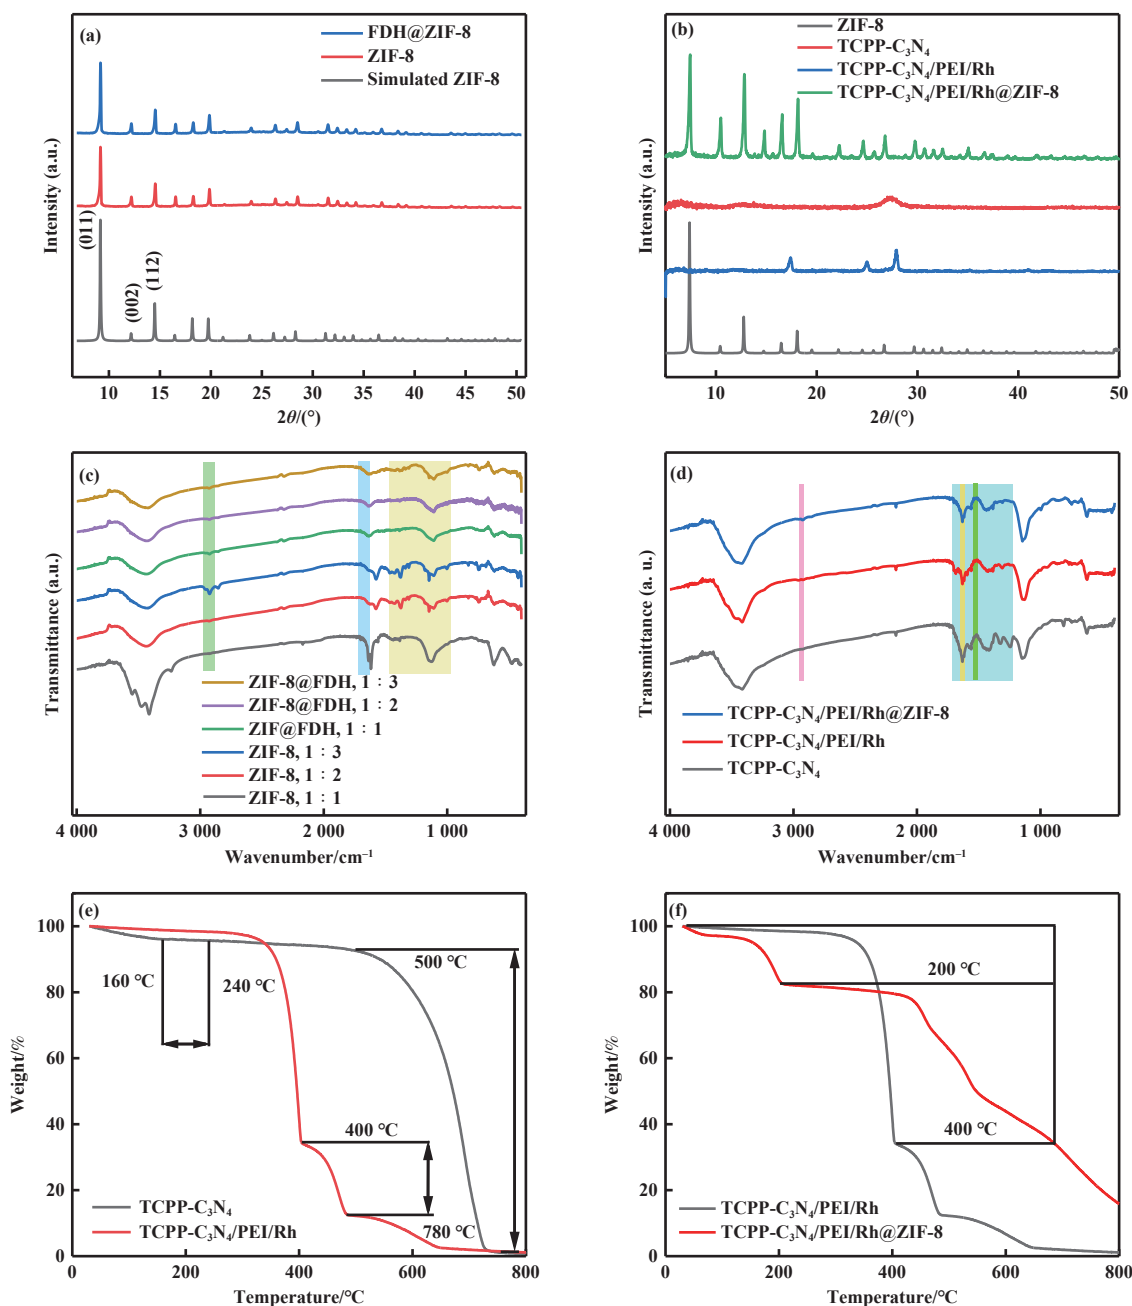 (a)
FDH@ZIF-8
ZIF-8
Simulated ZIF-8
(011)
(002)
(112)
Intensity (a.u.)
10 15 20 25 30 35 40 45 50
2θ/(°)
(b)
ZIF-8
TCPP-C₃N₄
TCPP-C₃N₄/PEI/Rh
TCPP-C₃N₄/PEI/Rh@ZIF-8
Intensity (a.u.)
10 20 30 40 50
2θ/(°)
(c)
Transmittance (a.u.)
ZIF-8@FDH, 1∶3
ZIF-8@FDH, 1∶2
ZIF@FDH, 1∶1
ZIF-8, 1∶3
ZIF-8, 1∶2
ZIF-8, 1∶1
4 000 3 000 2 000 1 000
Wavenumber/cm⁻¹
(d)
Transmittance (a. u.)
TCPP-C₃N₄/PEI/Rh@ZIF-8
TCPP-C₃N₄/PEI/Rh
TCPP-C₃N₄
4 000 3 000 2 000 1 000
Wavenumber/cm⁻¹
(e)
100
80
60
40
20
0
Weight/%
160 °C
240 °C
500 °C
400 °C
780 °C
TCPP-C₃N₄
TCPP-C₃N₄/PEI/Rh
0 200 400 600 800
Temperature/°C
(f)
100
80
60
40
20
0
Weight/%
200 °C
400 °C
TCPP-C₃N₄/PEI/Rh
TCPP-C₃N₄/PEI/Rh@ZIF-8
0 200 400 600 800
Temperature/°C